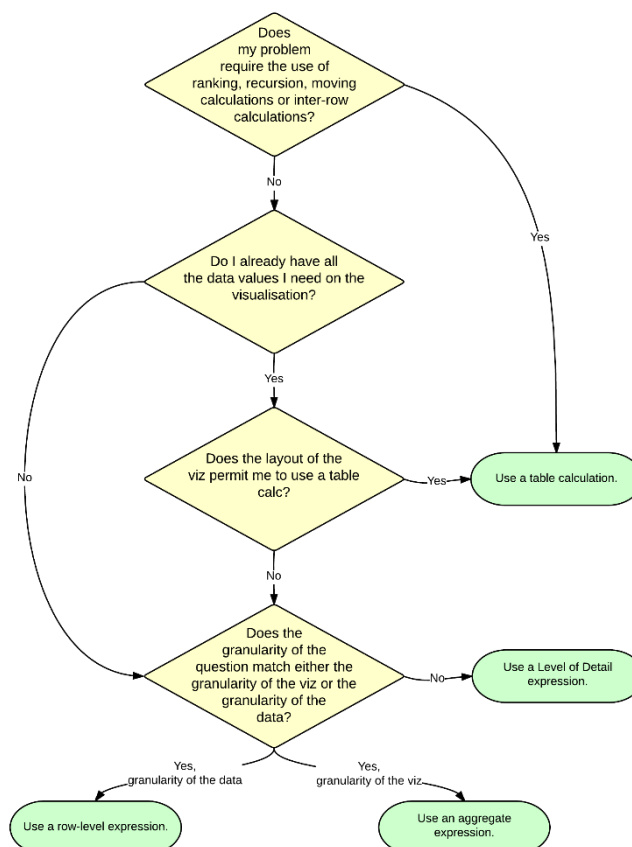 Does
my problem
require the use of
ranking, recursion, moving
calculations or inter-row
calculations?
No
Yes
Do I already have all
the data values I need on the
visualisation?
Yes
No
Does the layout of the
viz permit me to use a table
calc?
Yes
Use a table calculation.
No
Does the
granularity of the
question match either the
granularity of the viz or the
granularity of the
data?
No
Use a Level of Detail
expression.
Yes,
granularity of the data
Yes,
granularity of the viz
Use a row-level expression.
Use an aggregate
expression.